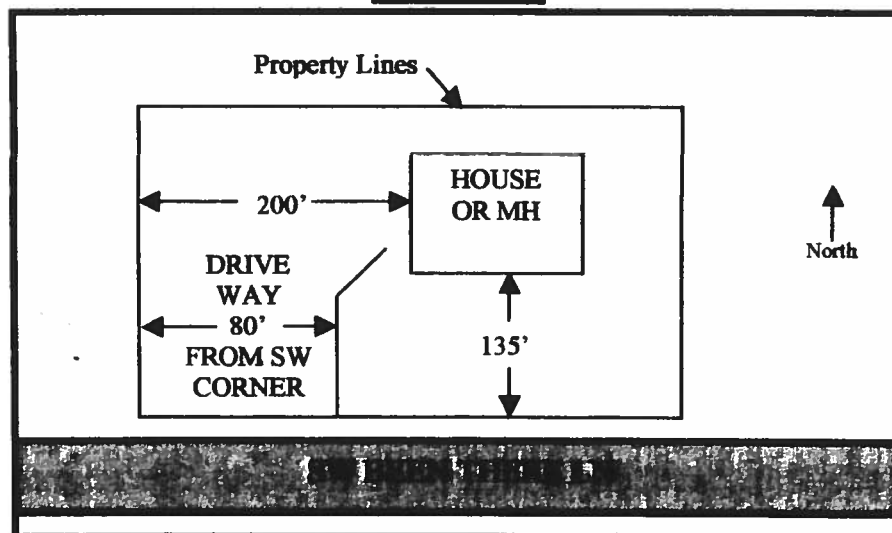 Property Lines
HOUSE
OR MH
200'
North
DRIVE
WAY
80'
FROM SW
CORNER
135'